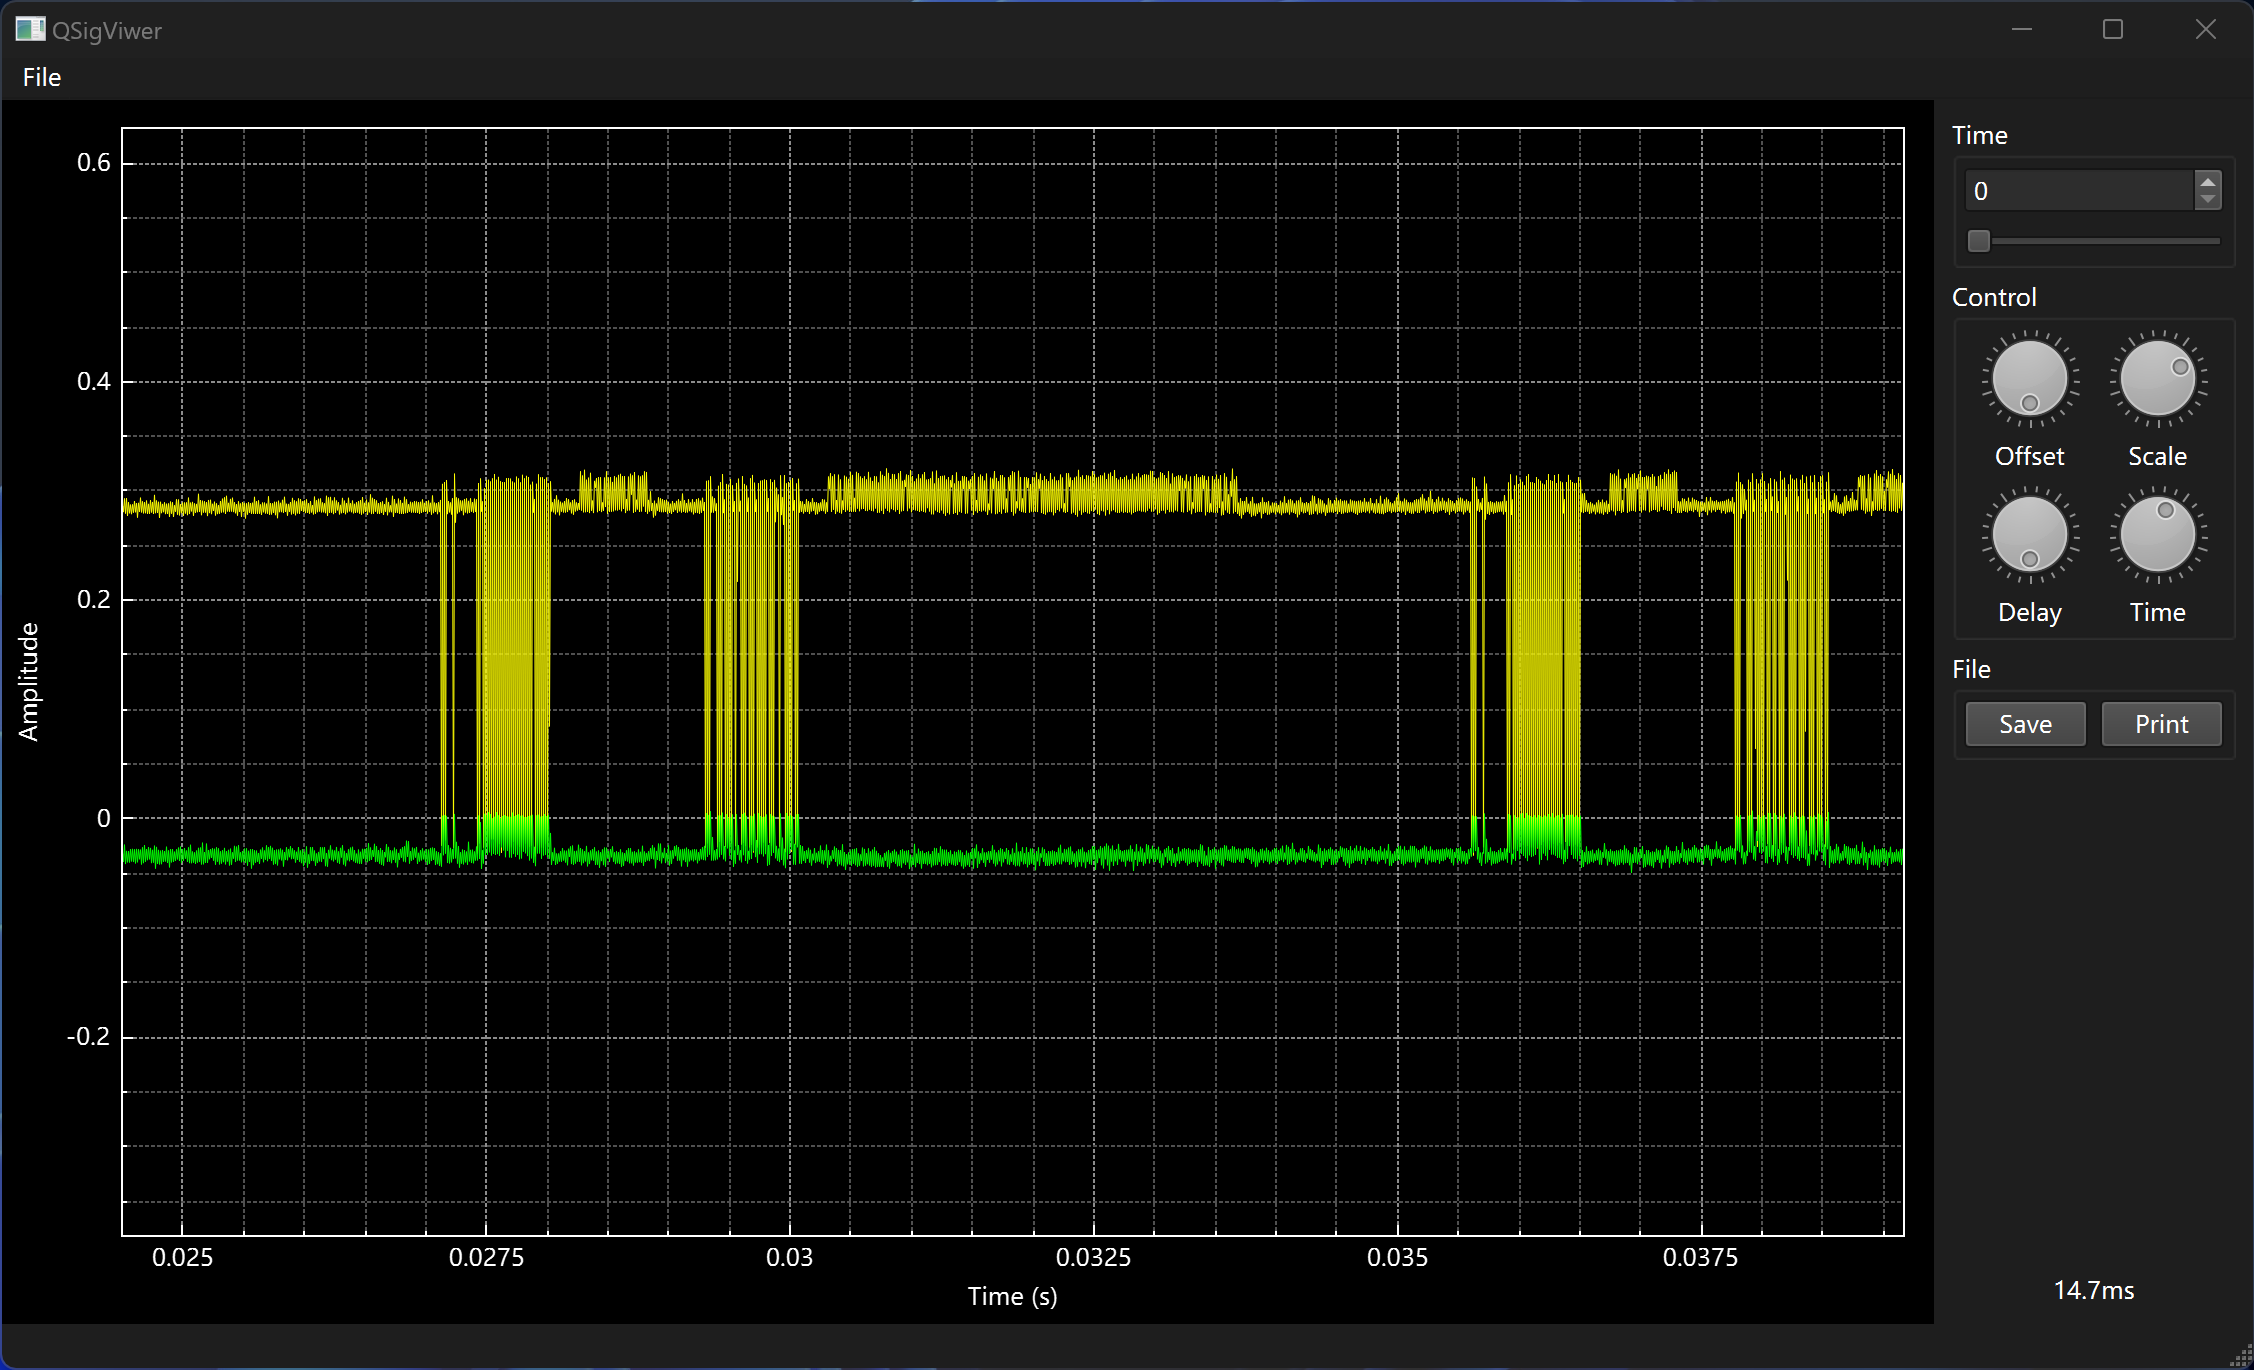 QSigViwer
File
0.6
0.4
0.2
0
-0.2
Amplitude
0.025 0.0275 0.03 0.0325 0.035 0.0375
Time (s)
Time
0
Control
Offset Scale
Delay Time
File
Save Print
14.7ms